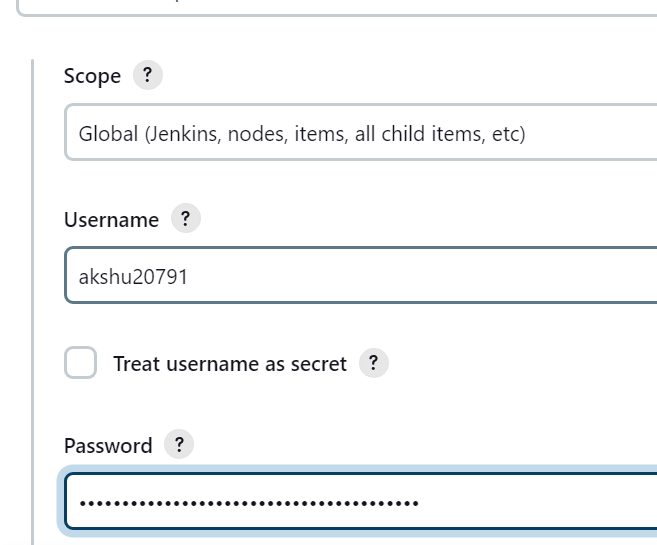 Scope ?
Global (Jenkins, nodes, items, all child items, etc)
Username ?
akshu20791
Treat username as secret ?
Password ?
••••••••••••••••••••••••••••••••••••••••